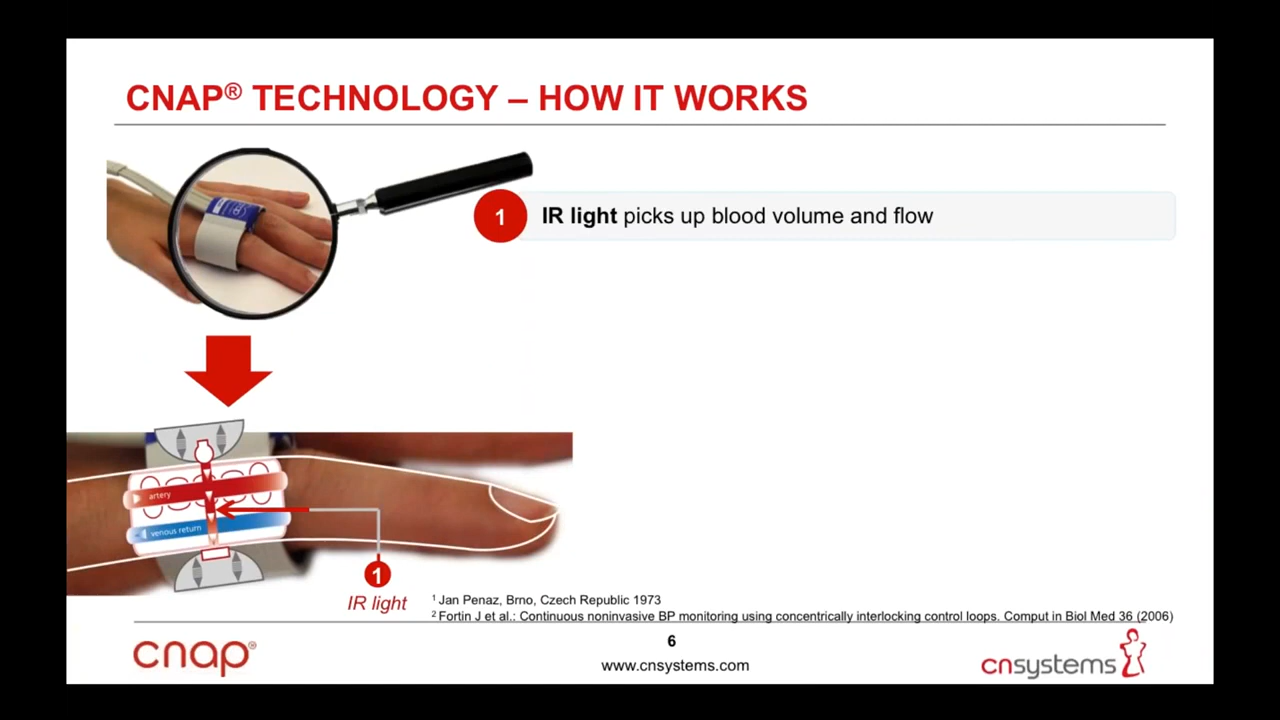 CNAP® TECHNOLOGY – HOW IT WORKS
1
IR light picks up blood volume and flow
artery
venous return
1
IR light
¹ Jan Penaz, Brno, Czech Republic 1973
² Fortin J et al.: Continuous noninvasive BP monitoring using concentrically interlocking control loops. Comput in Biol Med 36 (2006)
cnap®
6
www.cnsystems.com
cnsystems